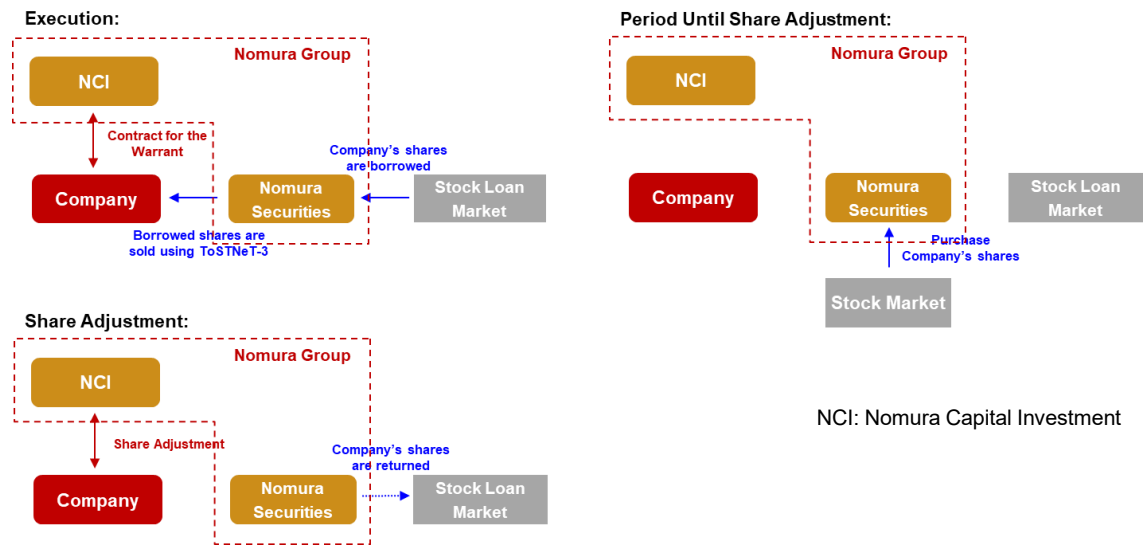 Execution:
Nomura Group
NCI
Contract for the
Warrant
Company's shares
are borrowed
Company
Nomura
Securities
Stock Loan
Market
Borrowed shares are
sold using ToSTNeT-3
Period Until Share Adjustment:
Nomura Group
NCI
Company
Nomura
Securities
Stock Loan
Market
Purchase
Company's shares
Stock Market
Share Adjustment:
Nomura Group
NCI
Share Adjustment
Company's shares
are returned
Company
Nomura
Securities
Stock Loan
Market
NCI: Nomura Capital Investment